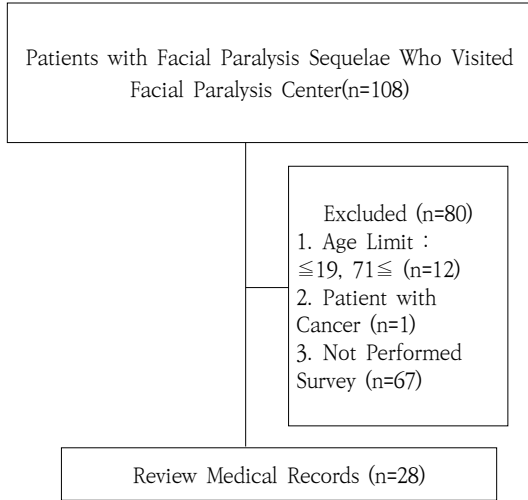 Patients with Facial Paralysis Sequelae Who Visited
Facial Paralysis Center(n=108)
Excluded (n=80)
1. Age Limit :
≦19, 71≦ (n=12)
2. Patient with
Cancer (n=1)
3. Not Performed
Survey (n=67)
Review Medical Records (n=28)